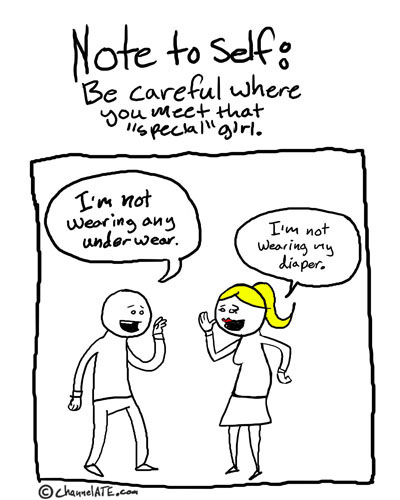 Note to Self:
Be careful where
you meet that
"special" girl.
I'm not
wearing any
underwear.
I'm not
wearing my
diaper.
© channelATE.com